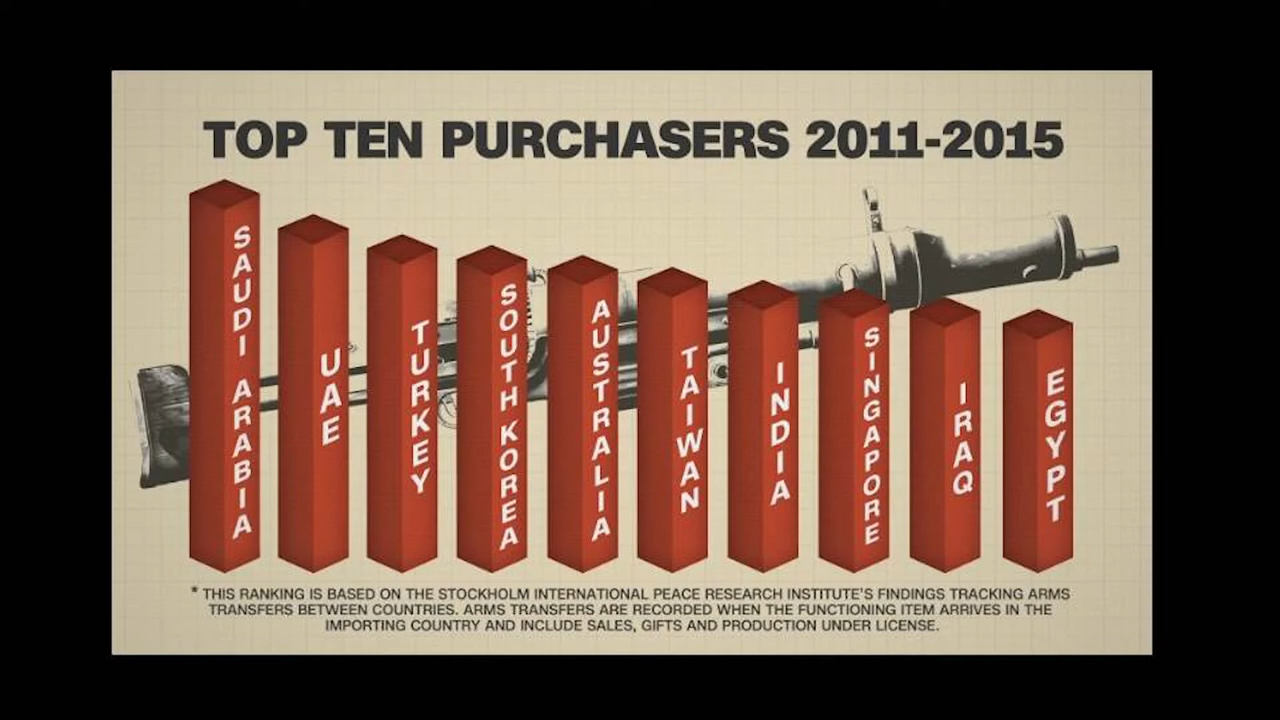 TOP TEN PURCHASERS 2011-2015
SAUDI ARABIA
UAE
TURKEY
SOUTH KOREA
AUSTRALIA
TAIWAN
INDIA
SINGAPORE
IRAQ
EGYPT
* THIS RANKING IS BASED ON THE STOCKHOLM INTERNATIONAL PEACE RESEARCH INSTITUTE'S FINDINGS TRACKING ARMS
TRANSFERS BETWEEN COUNTRIES. ARMS TRANSFERS ARE RECORDED WHEN THE FUNCTIONING ITEM ARRIVES IN THE
IMPORTING COUNTRY AND INCLUDE SALES, GIFTS AND PRODUCTION UNDER LICENSE.